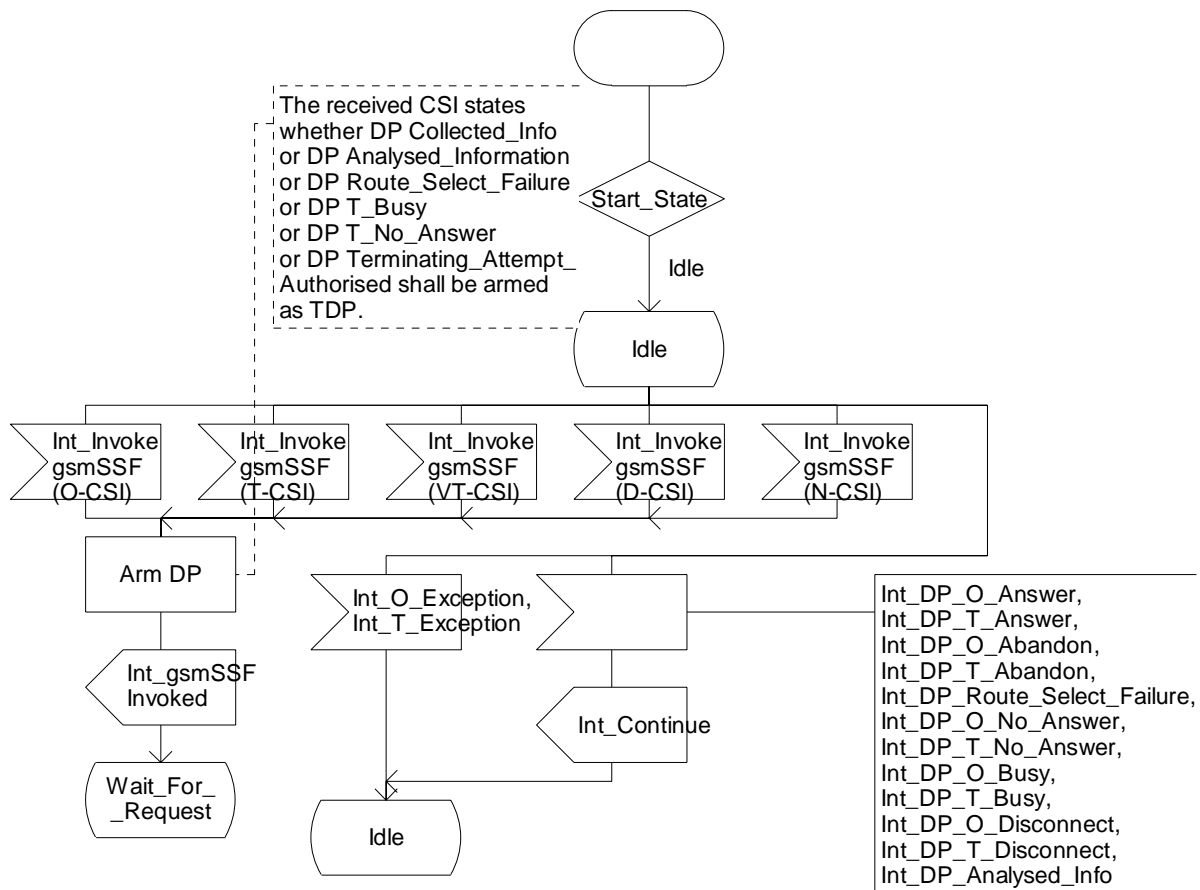 The received CSI states
whether DP Collected_Info
or DP Analysed_Information
or DP Route_Select_Failure
or DP T_Busy
or DP T_No_Answer
or DP Terminating_Attempt_
Authorised shall be armed
as TDP.
Start_State
Idle
Idle
Int_Invoke
gsmSSF
(O-CSI)
Int_Invoke
gsmSSF
(T-CSI)
Int_Invoke
gsmSSF
(VT-CSI)
Int_Invoke
gsmSSF
(D-CSI)
Int_Invoke
gsmSSF
(N-CSI)
Arm DP
Int_O_Exception,
Int_T_Exception
Int_DP_O_Answer,
Int_DP_T_Answer,
Int_DP_O_Abandon,
Int_DP_T_Abandon,
Int_DP_Route_Select_Failure,
Int_DP_O_No_Answer,
Int_DP_T_No_Answer,
Int_DP_O_Busy,
Int_DP_T_Busy,
Int_DP_O_Disconnect,
Int_DP_T_Disconnect,
Int_DP_Analysed_Info
Int_gsmSSF
Invoked
Int_Continue
Wait_For_
_Request
Idle